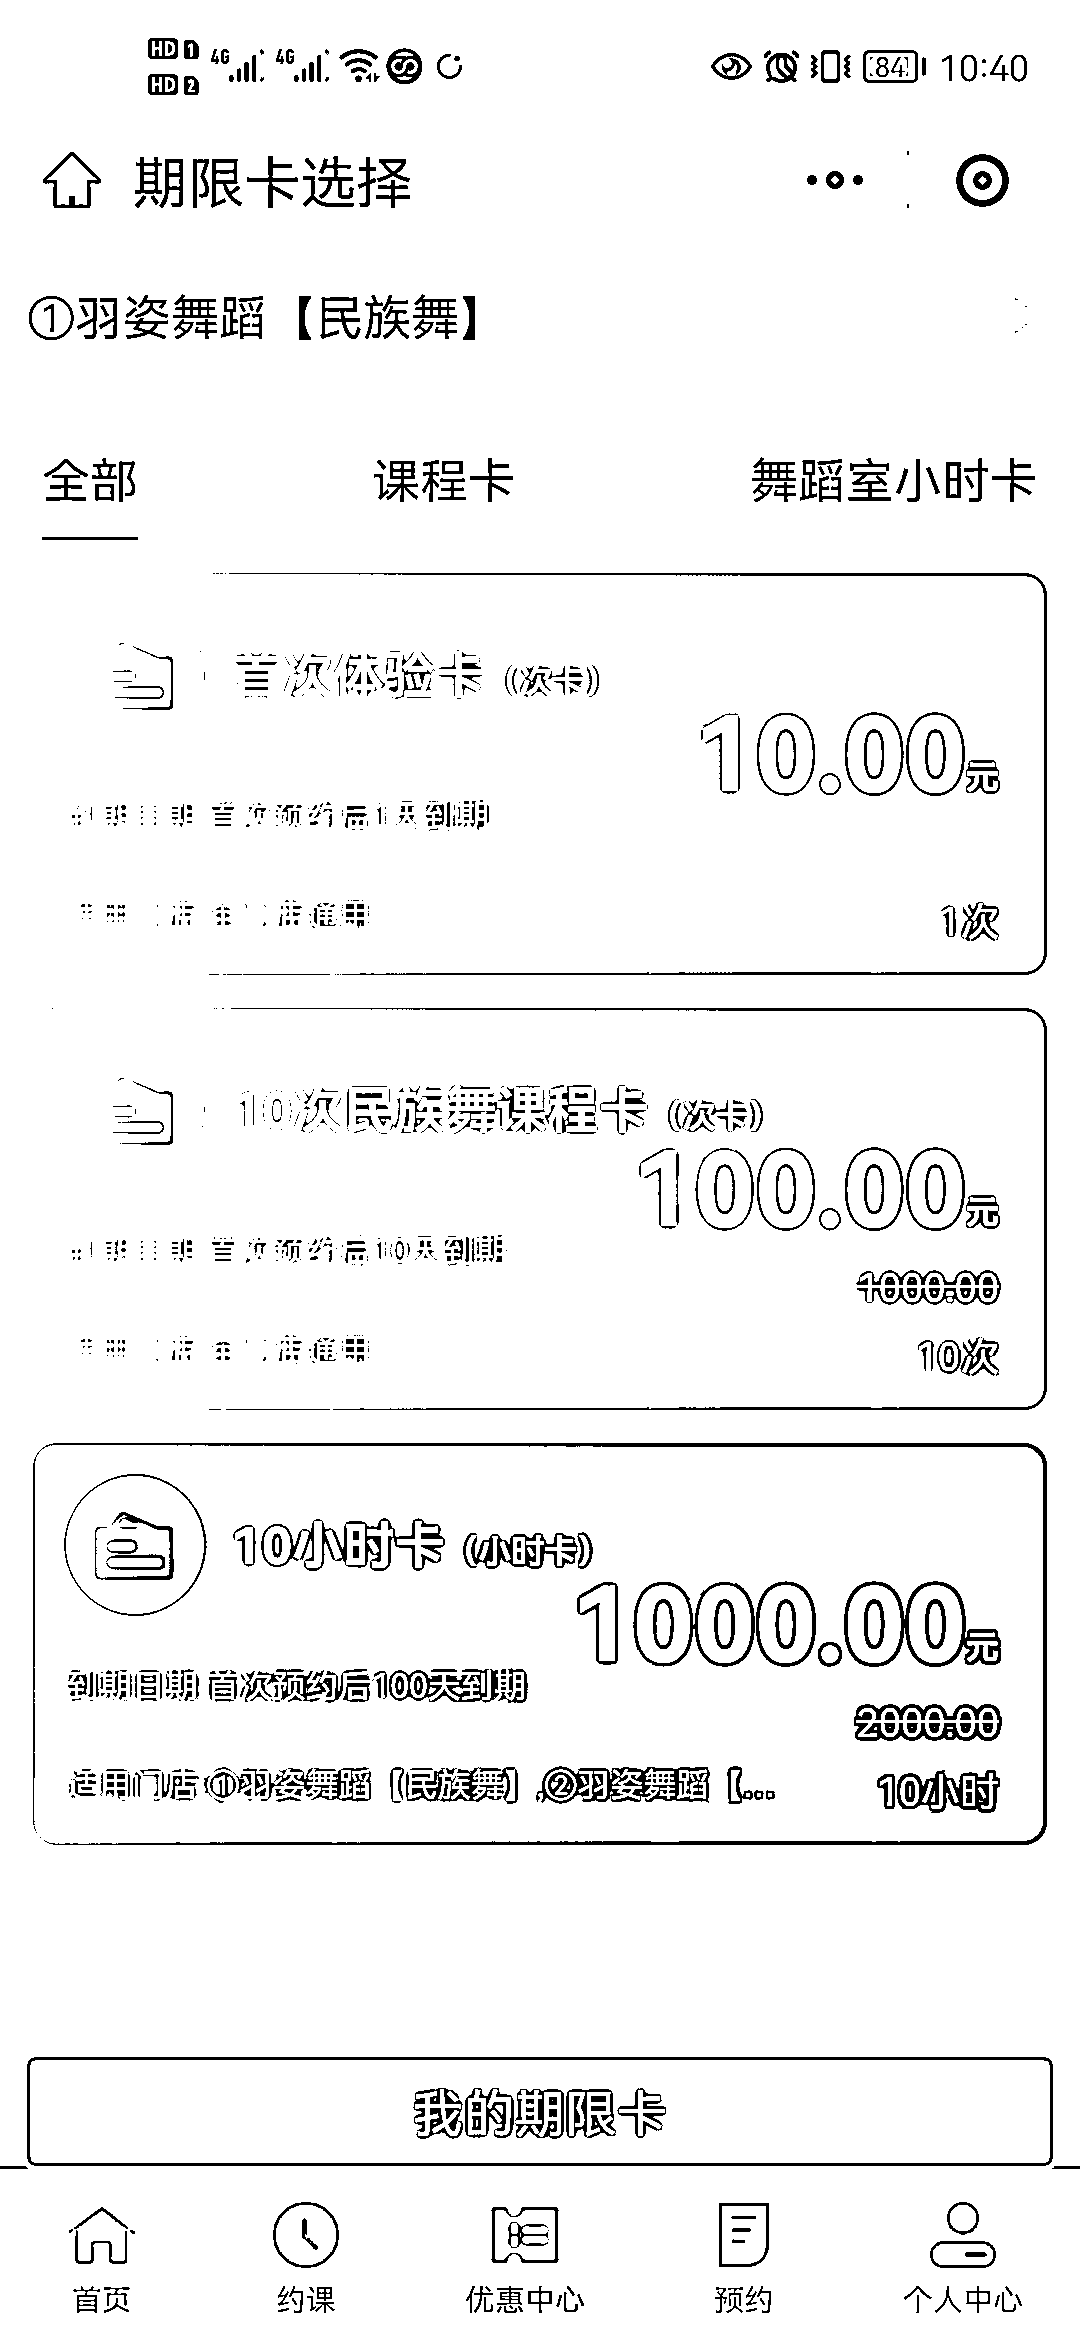 HD 1 4G 4G 84 10:40
HD 2
期限卡选择
①羽姿舞蹈【民族舞】
全部 课程卡 舞蹈室小时卡
首次体验卡 (次卡)
10.00元
到期日期 首次预约后1天到期
适用门店 全门店通用 1次
10次民族舞课程卡 (次卡)
100.00元
到期日期 首次预约后10天到期
1000.00
适用门店 全门店通用 10次
10小时卡 (小时卡)
1000.00元
到期日期 首次预约后100天到期
2000.00
适用门店 ①羽姿舞蹈【民族舞】,②羽姿舞蹈【... 10小时
我的期限卡
首页 约课 优惠中心 预约 个人中心